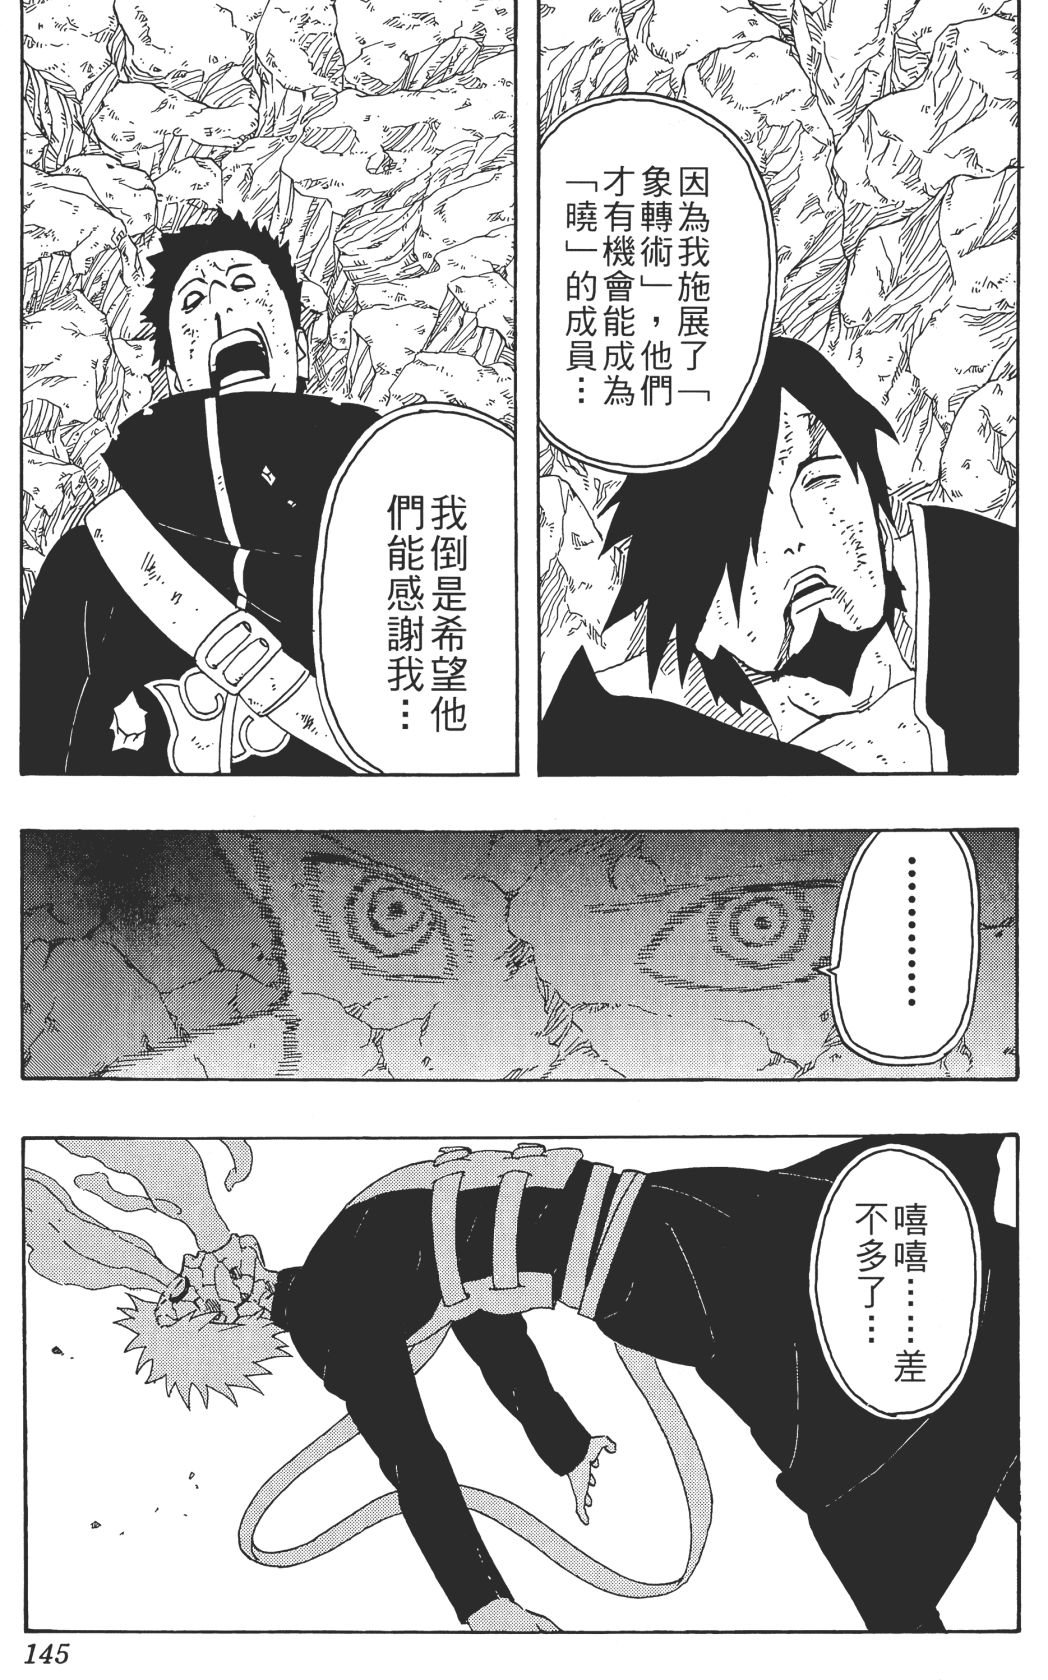 因為我施展了「
象轉術」，他們
才有機會能成為
「曉」的成員…
我倒是希望他
們能感謝我…
…………
嘻嘻……差
不多了…
145